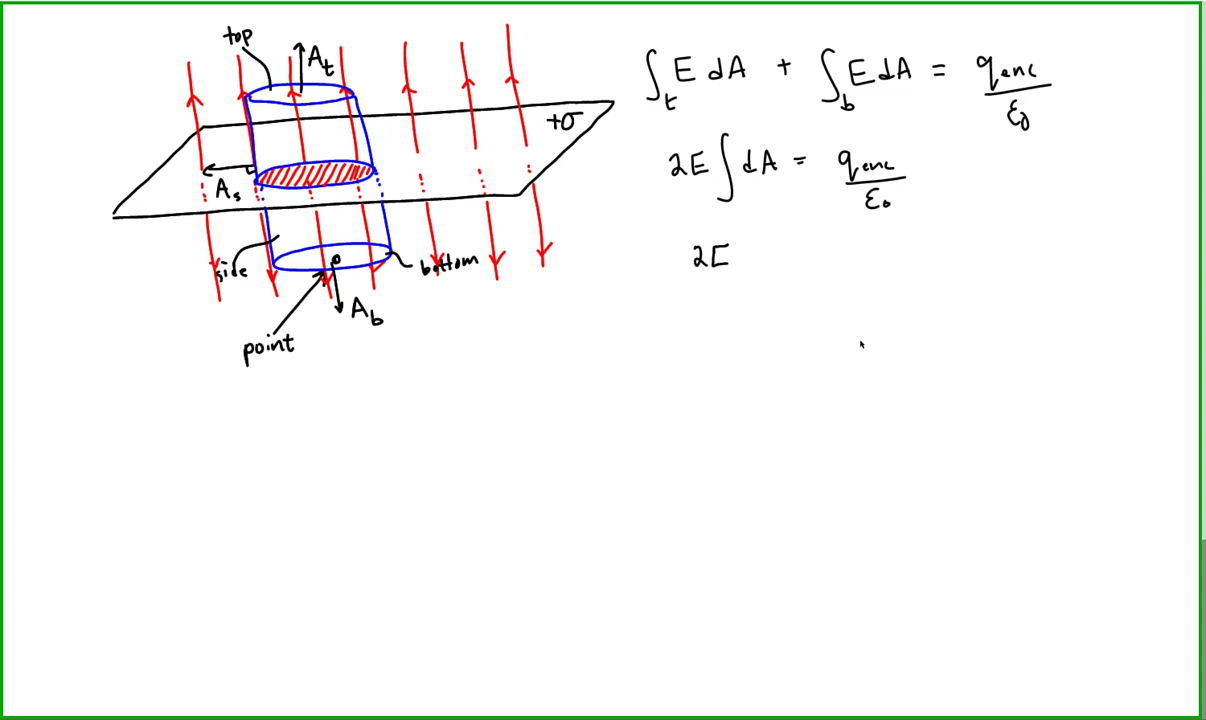 top
A_t
+σ
A_s
side
bottom
A_b
point
∫_t E dA + ∫_b E dA = q_enc / ε_0
2E ∫ dA = q_enc / ε_0
2E